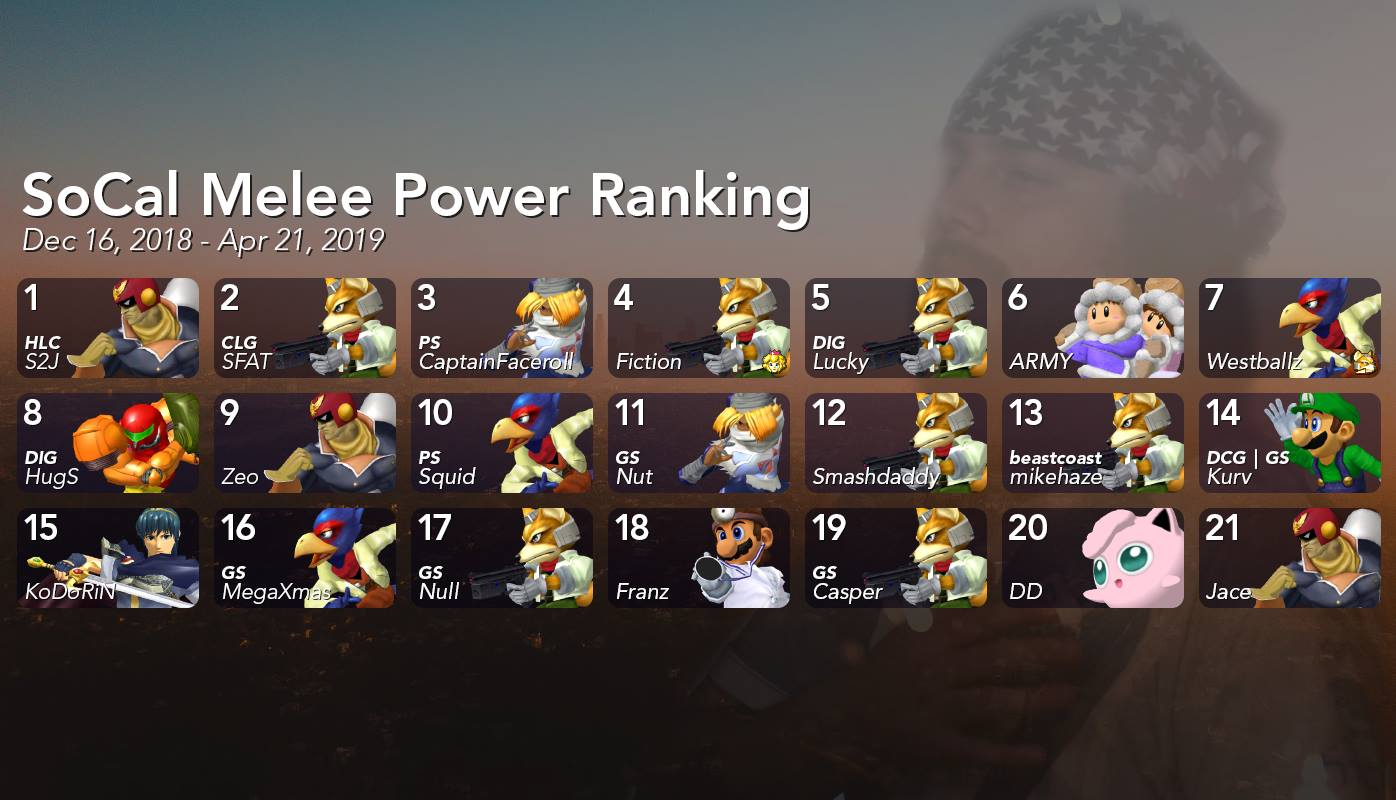 SoCal Melee Power Ranking
Dec 16, 2018 - Apr 21, 2019
1
HLC
S2J
2
CLG
SFAT
3
PS
CaptainFaceroll
4
Fiction
5
DIG
Lucky
6
ARMY
7
Westballz
8
DIG
HugS
9
Zeo
10
PS
Squid
11
GS
Nut
12
Smashdaddy
13
beastcoast
mikehaze
14
DCG | GS
Kurv
15
KoDoRiN
16
GS
MegaXmas
17
GS
Null
18
Franz
19
GS
Casper
20
DD
21
Jace